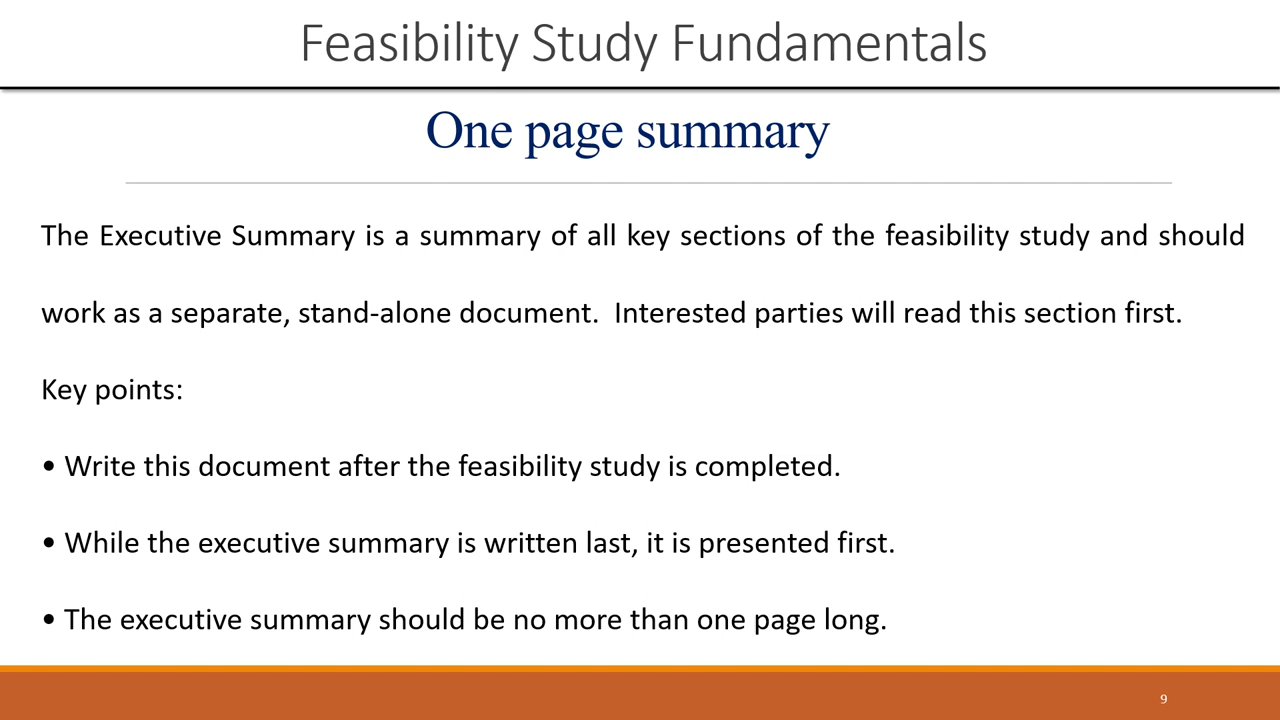 Feasibility Study Fundamentals
One page summary
The Executive Summary is a summary of all key sections of the feasibility study and should
work as a separate, stand-alone document.  Interested parties will read this section first.
Key points:
• Write this document after the feasibility study is completed.
• While the executive summary is written last, it is presented first.
• The executive summary should be no more than one page long.
9